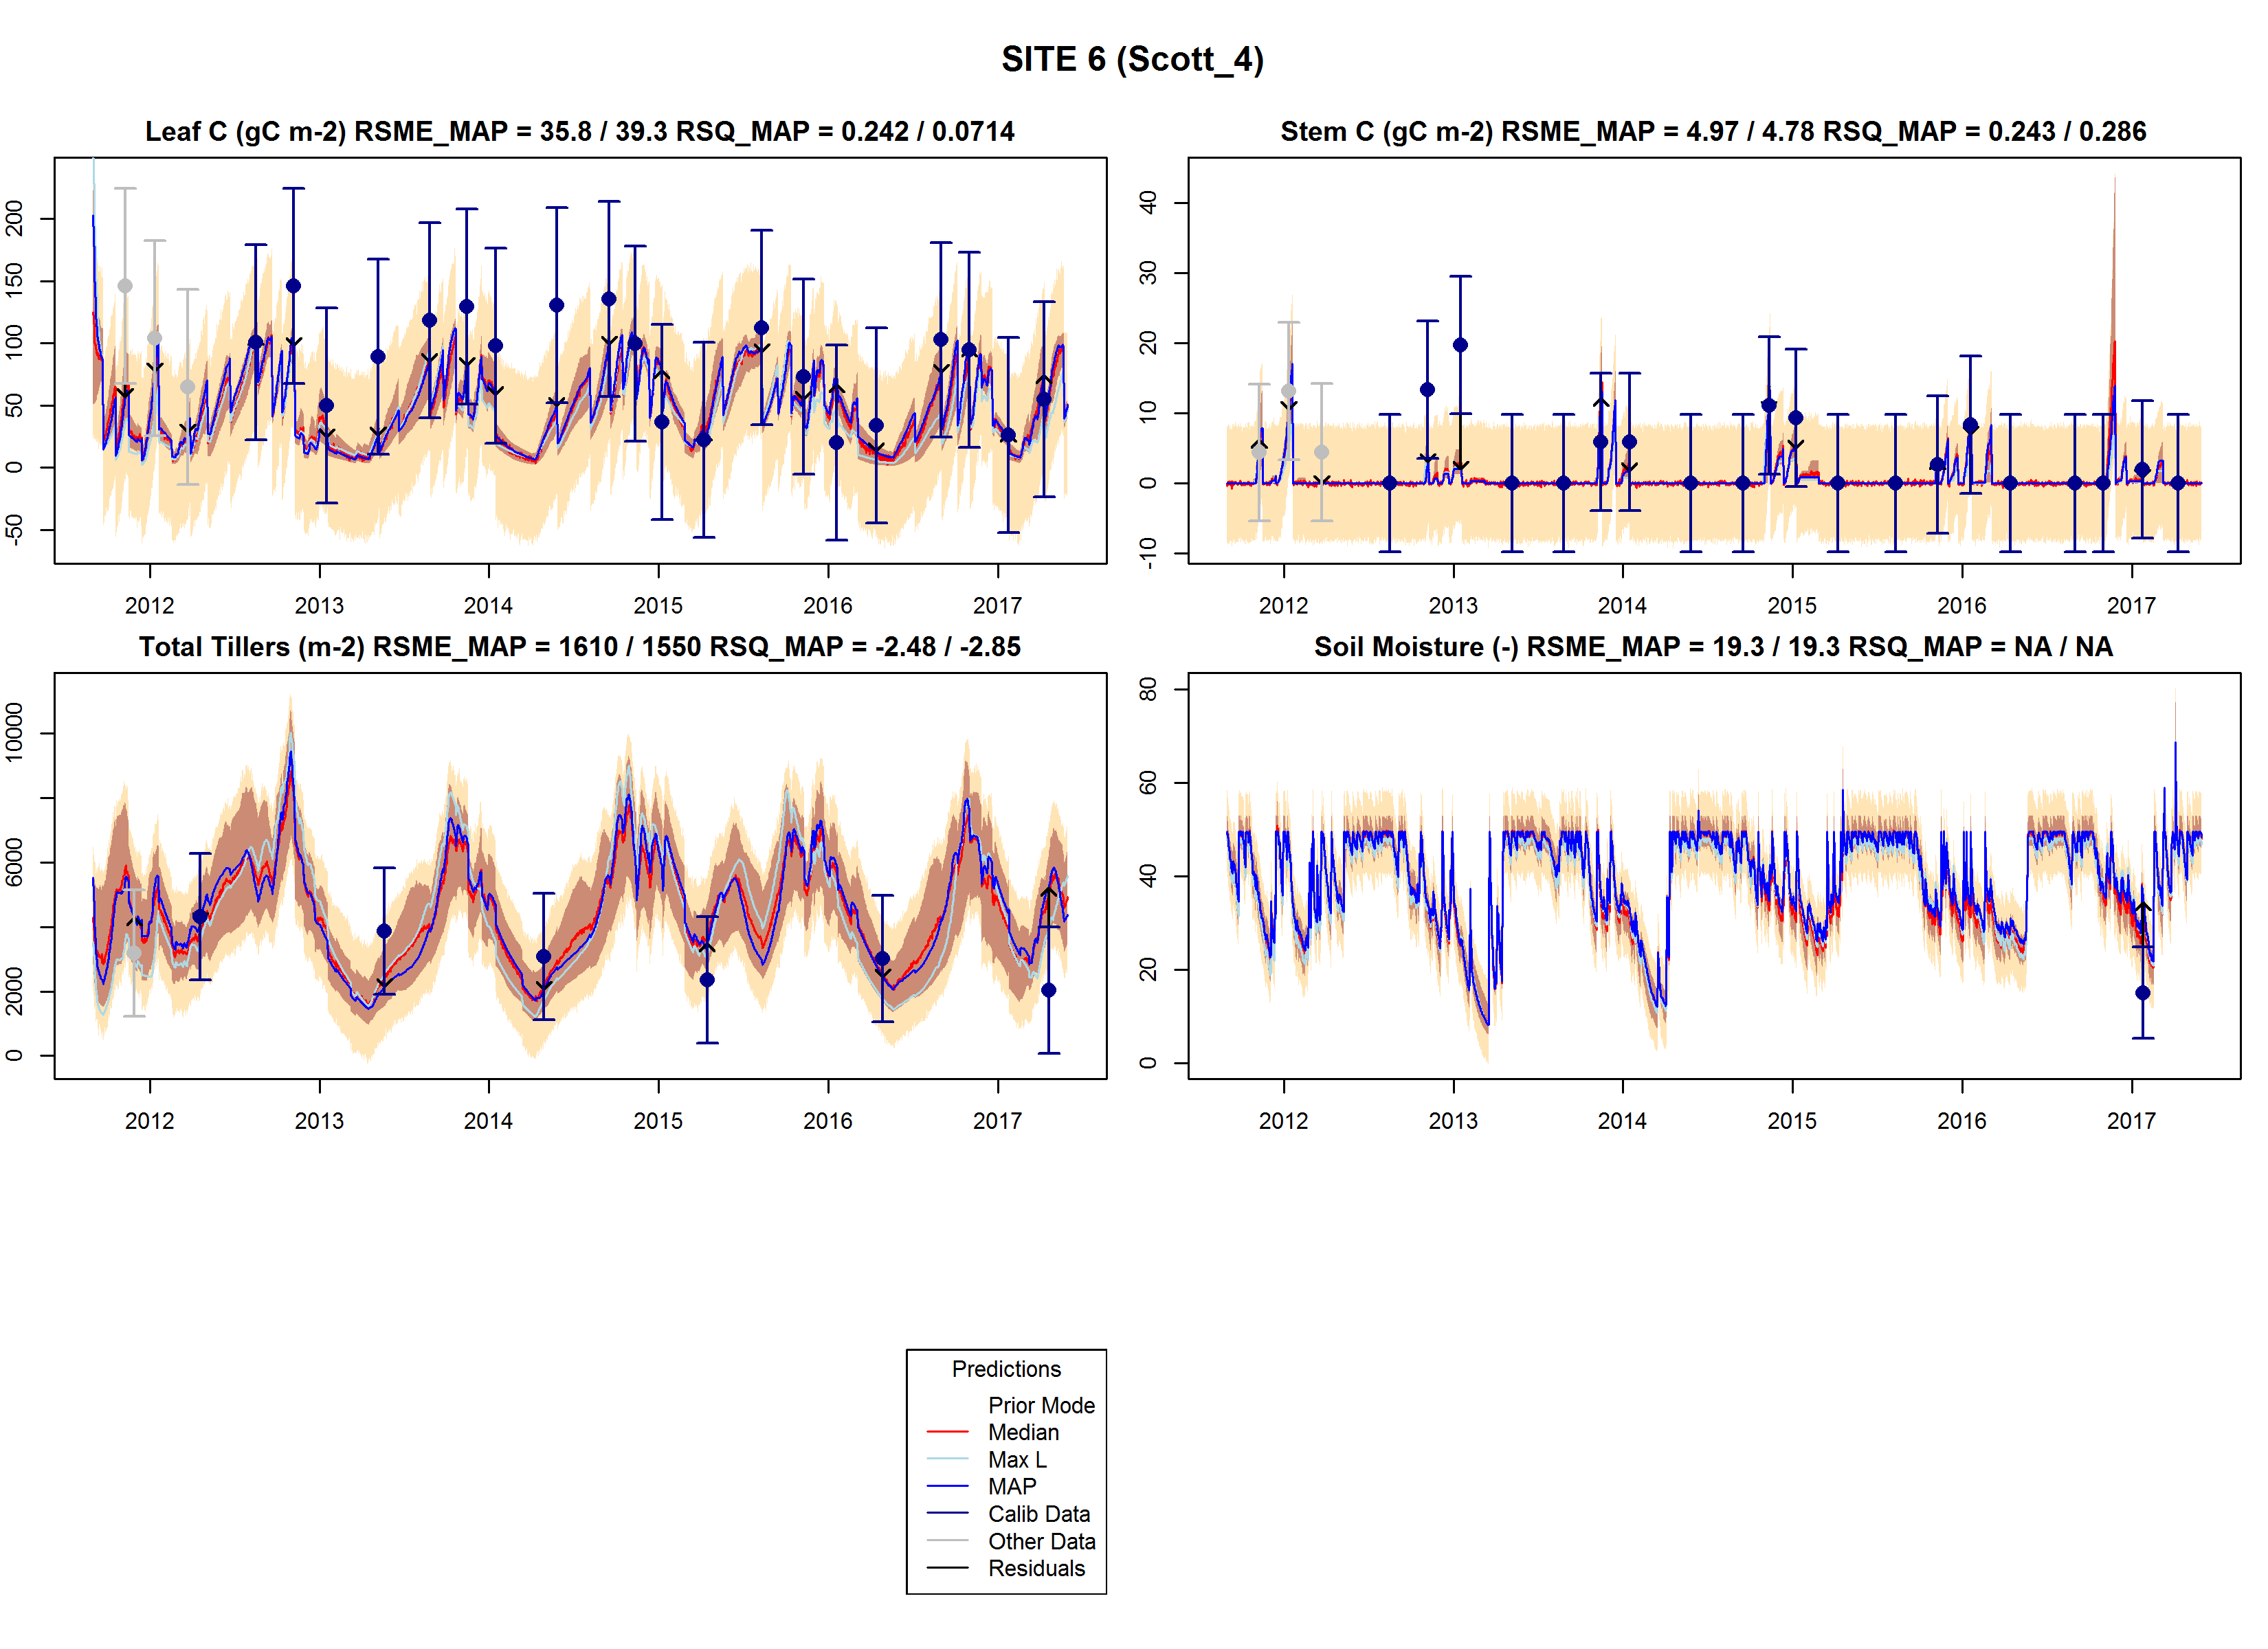 SITE 6 (Scott_4)
Leaf C (gC m-2) RSME_MAP = 35.8 / 39.3 RSQ_MAP = 0.242 / 0.0714
200
150
100
50
0
-50
2012 2013 2014 2015 2016 2017
Stem C (gC m-2) RSME_MAP = 4.97 / 4.78 RSQ_MAP = 0.243 / 0.286
40
30
20
10
0
-10
2012 2013 2014 2015 2016 2017
Total Tillers (m-2) RSME_MAP = 1610 / 1550 RSQ_MAP = -2.48 / -2.85
10000
6000
2000
0
2012 2013 2014 2015 2016 2017
Soil Moisture (-) RSME_MAP = 19.3 / 19.3 RSQ_MAP = NA / NA
80
60
40
20
0
2012 2013 2014 2015 2016 2017
Predictions
Prior Mode
Median
Max L
MAP
Calib Data
Other Data
Residuals